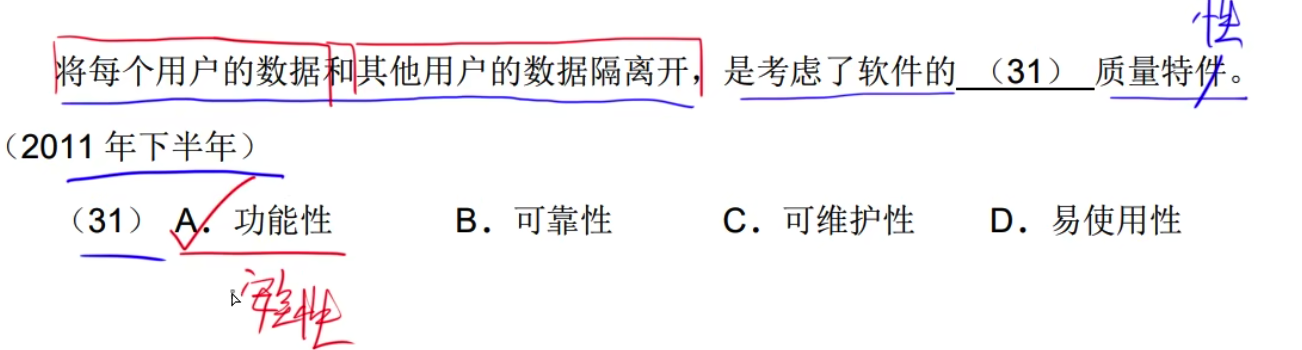 性
将每个用户的数据和其他用户的数据隔离开，是考虑了软件的 （31） 质量特件。
（2011 年下半年）
（31） A．功能性 B．可靠性 C．可维护性 D．易使用性
安全性